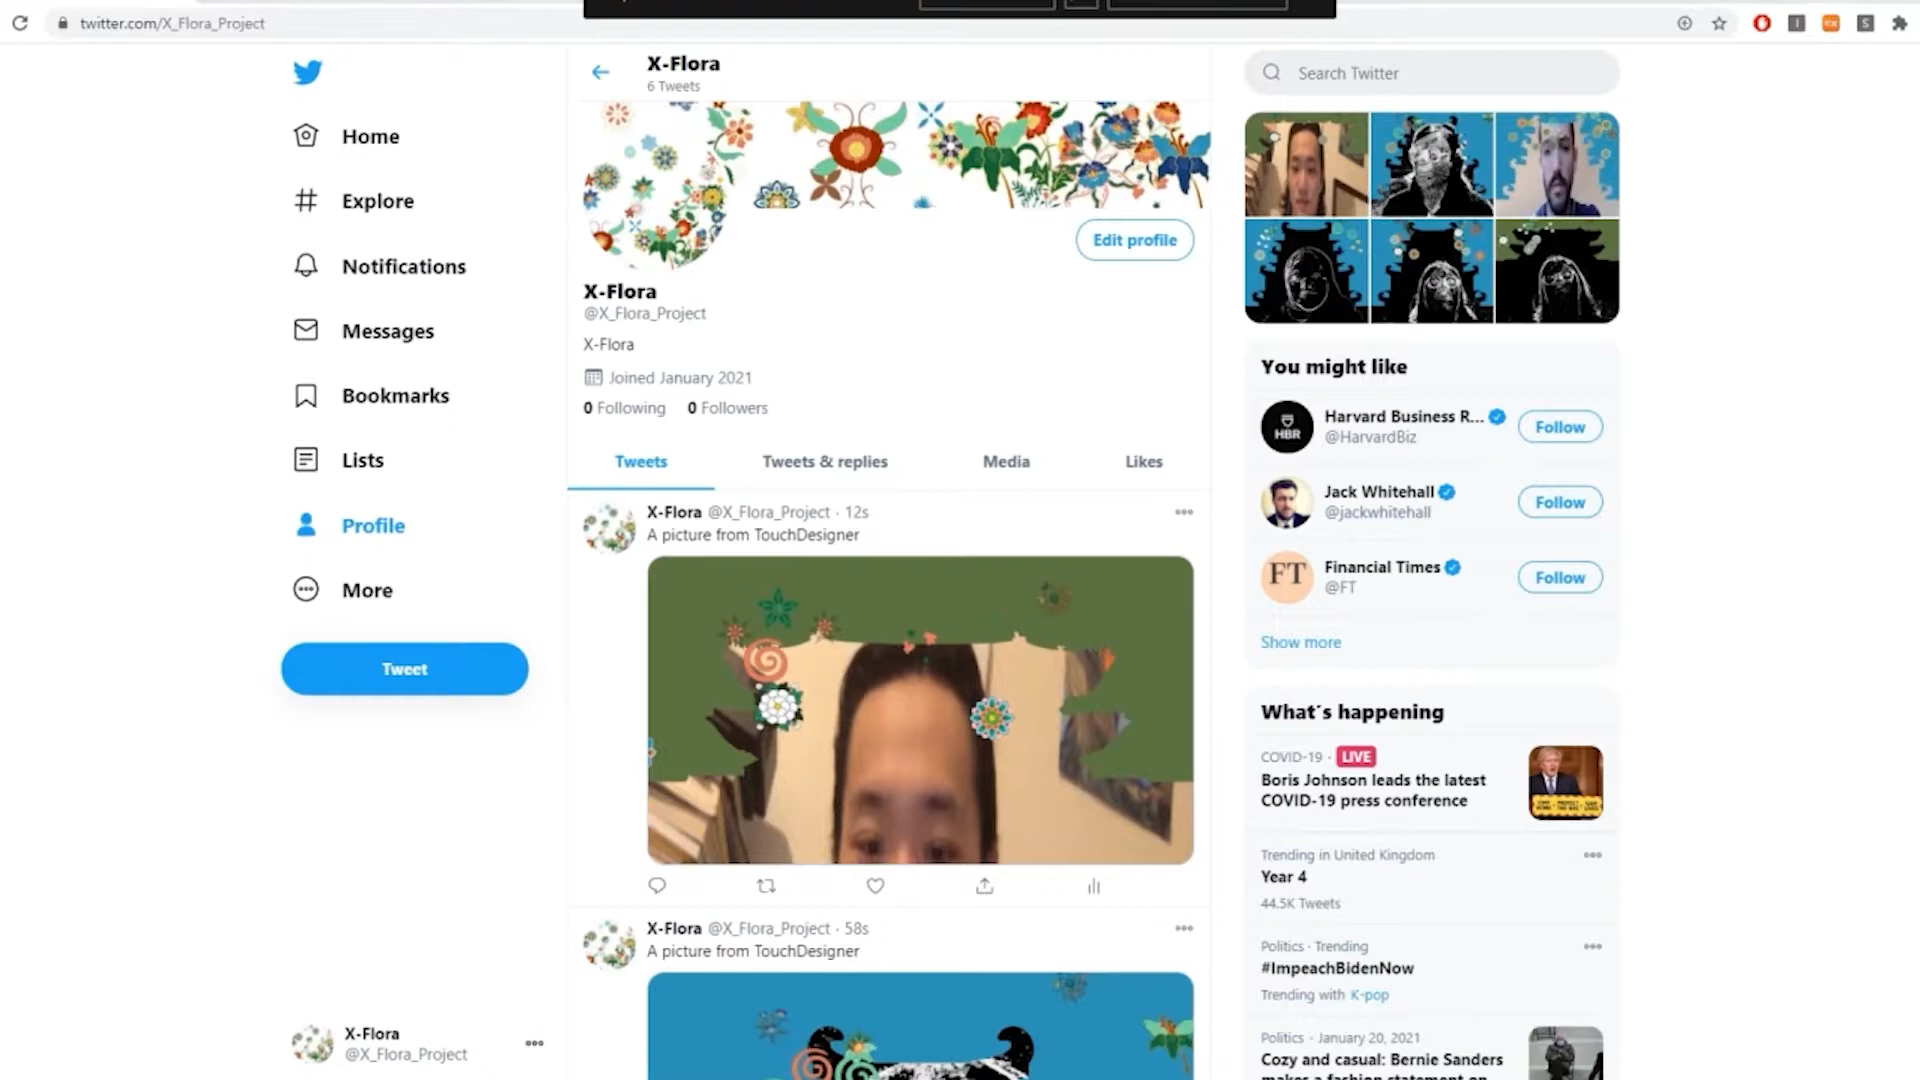 twitter.com/X_Flora_Project
X-Flora
6 Tweets
Search Twitter
Home
Explore
Notifications
Messages
Bookmarks
Lists
Profile
More
Tweet
Edit profile
X-Flora
@X_Flora_Project
X-Flora
Joined January 2021
0 Following 0 Followers
Tweets Tweets & replies Media Likes
X-Flora @X_Flora_Project · 12s
A picture from TouchDesigner
X-Flora @X_Flora_Project · 58s
A picture from TouchDesigner
You might like
HBR
Harvard Business R...
@HarvardBiz
Follow
Jack Whitehall
@jackwhitehall
Follow
FT
Financial Times
@FT
Follow
Show more
What's happening
COVID-19 · LIVE
Boris Johnson leads the latest
COVID-19 press conference
Trending in United Kingdom
Year 4
44.5K Tweets
Politics · Trending
#ImpeachBidenNow
Trending with K-pop
Politics · January 20, 2021
Cozy and casual: Bernie Sanders
makes a fashion statement on
X-Flora
@X_Flora_Project